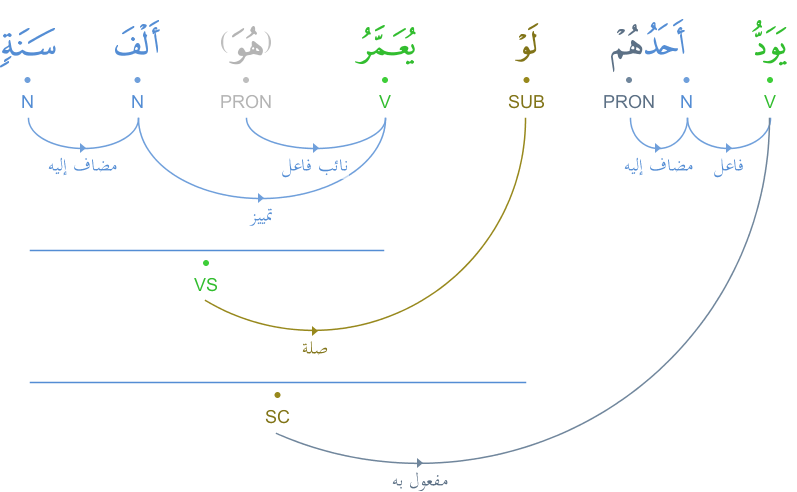 يَوَدُّ أَحَدُهُمْ لَوْ يُعَمَّرُ (هُوَ) أَلْفَ سَنَةٍ
V N PRON SUB V PRON N N
فاعل مضاف إليه نائب فاعل مضاف إليه
تمييز
VS
صلة
SC
مفعول به